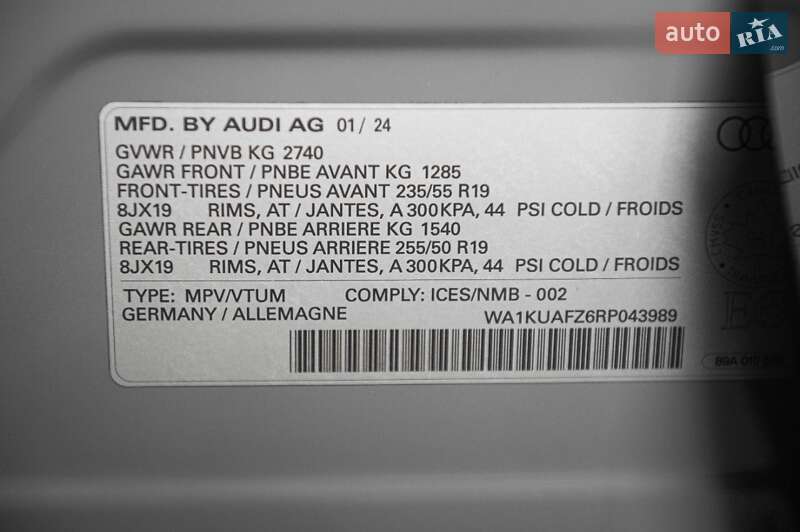 auto RIA.com
MFD. BY AUDI AG 01/ 24
GVWR / PNVB KG 2740
GAWR FRONT / PNBE AVANT KG 1285
FRONT-TIRES / PNEUS AVANT 235/55 R19
8JX19 RIMS, AT / JANTES, A 300KPA, 44 PSI COLD / FROIDS
GAWR REAR / PNBE ARRIERE KG 1540
REAR-TIRES / PNEUS ARRIERE 255/50 R19
8JX19 RIMS, AT / JANTES, A 300KPA, 44 PSI COLD / FROIDS
TYPE: MPV/VTUM COMPLY: ICES/NMB - 002
GERMANY / ALLEMAGNE WA1KUAFZ6RP043989
89A 010